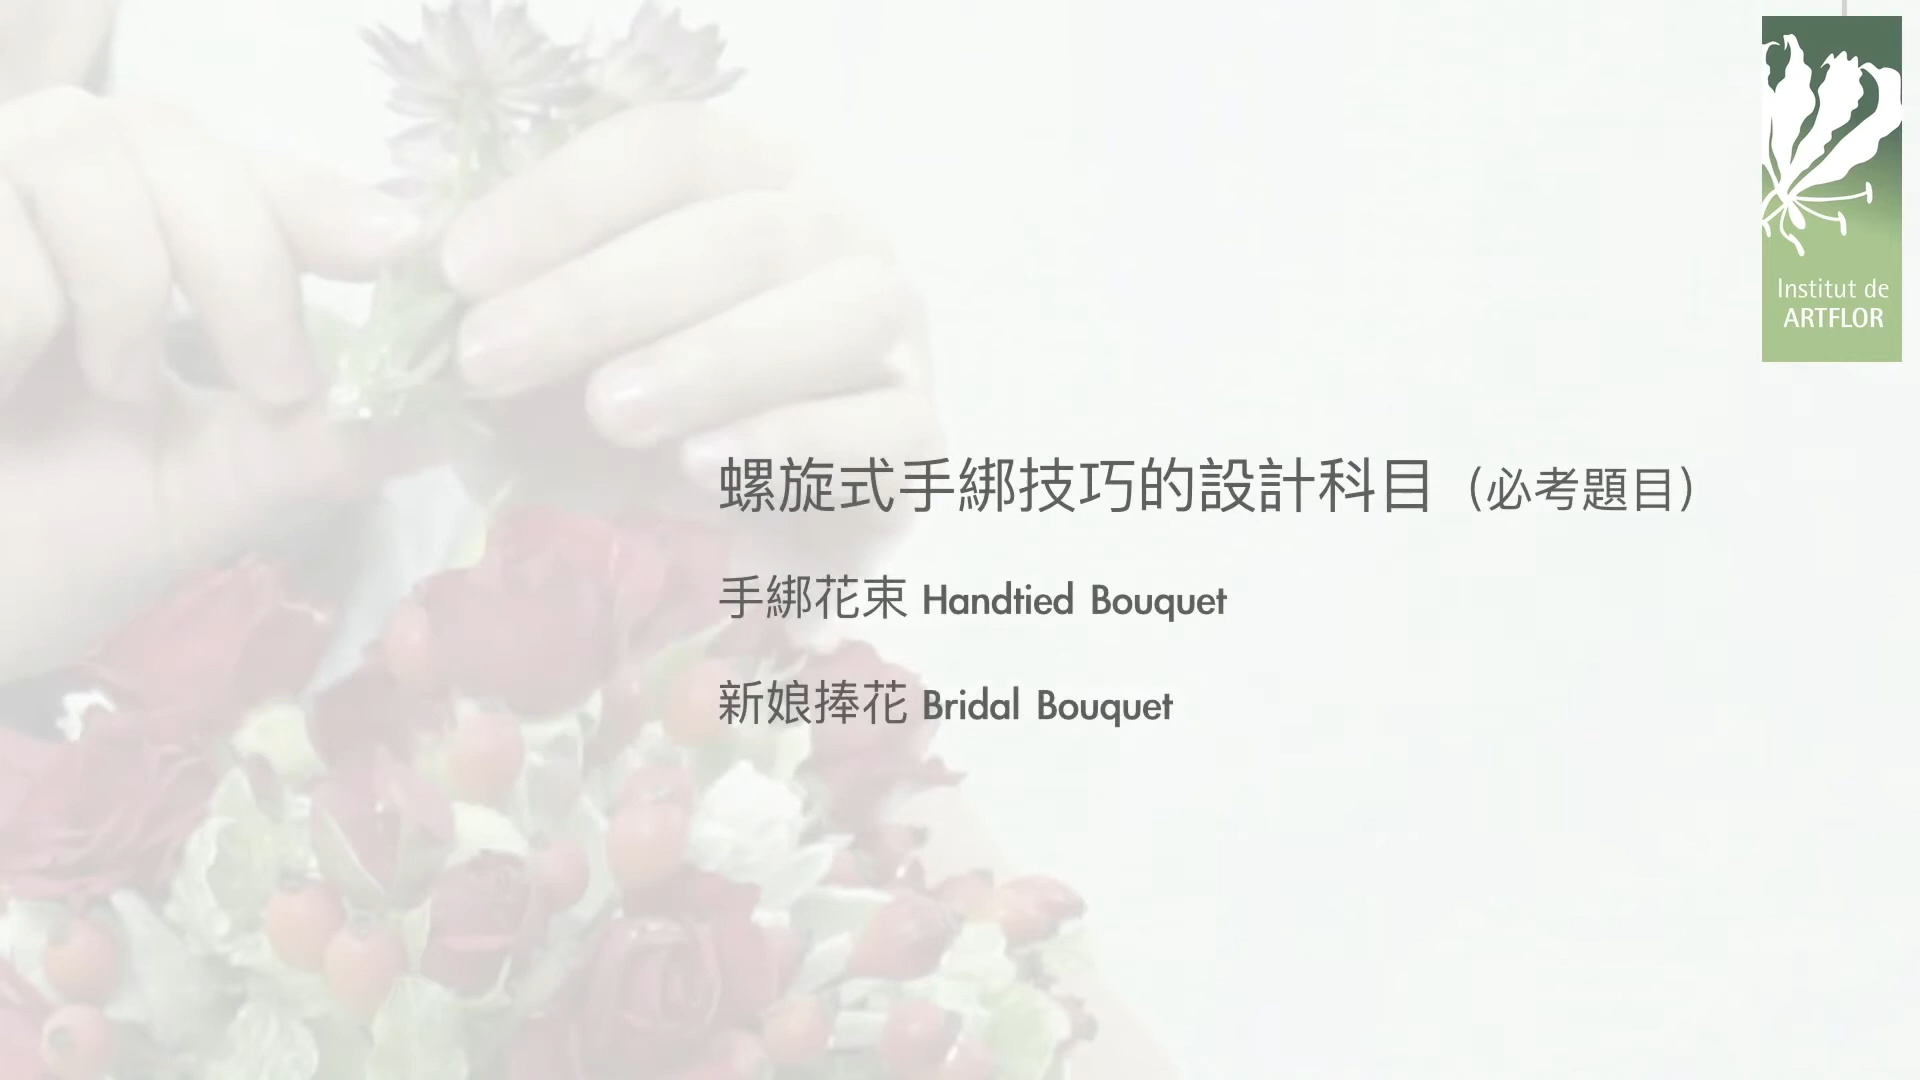 Institut de
ARTFLOR
螺旋式手綁技巧的設計科目（必考題目）
手綁花束 Handtied Bouquet
新娘捧花 Bridal Bouquet